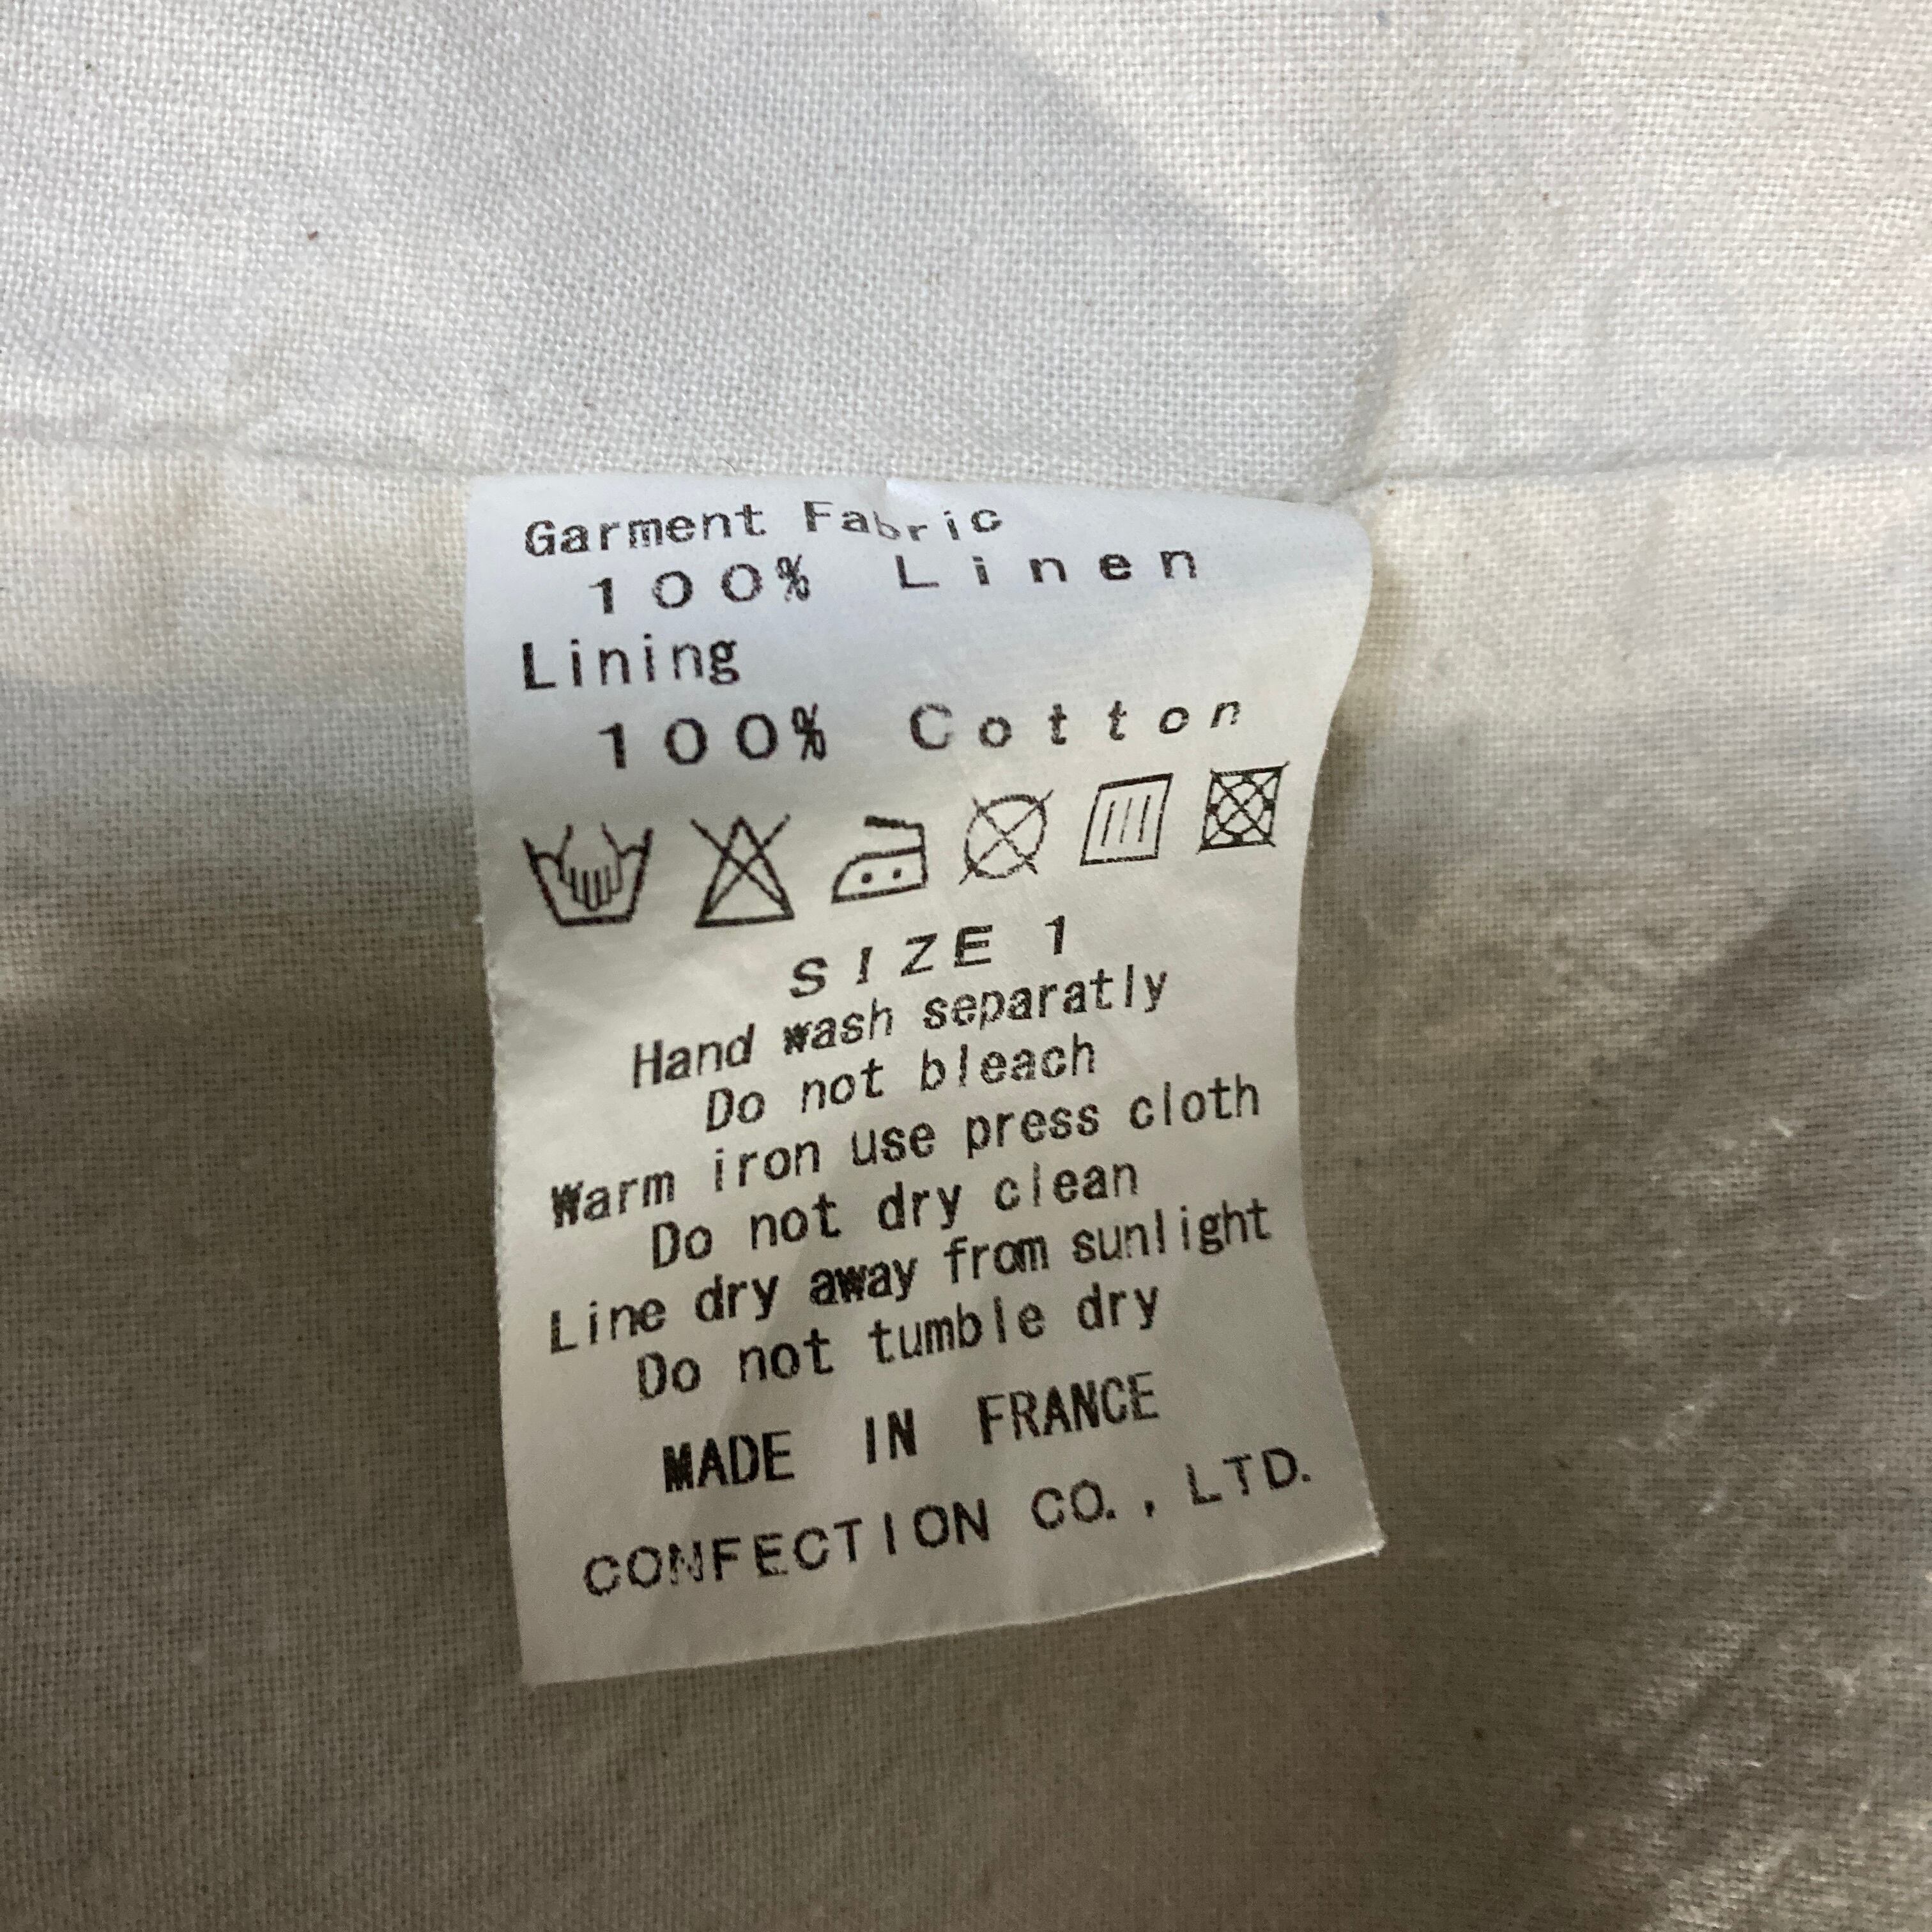 Garment Fabric
100% Linen
Lining
100% Cotton
SIZE 1
Hand wash separatly
Do not bleach
Warm iron use press cloth
Do not dry clean
Line dry away from sunlight
Do not tumble dry
MADE IN FRANCE
CONFECTION CO., LTD.